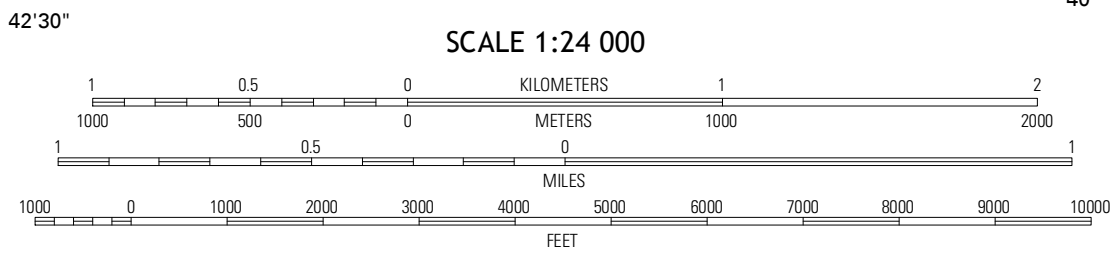 40
42'30"
SCALE 1:24 000
1 0.5 0 KILOMETERS 1 2
1000 500 0 METERS 1000 2000
1 0.5 0 1
MILES
1000 0 1000 2000 3000 4000 5000 6000 7000 8000 9000 10000
FEET